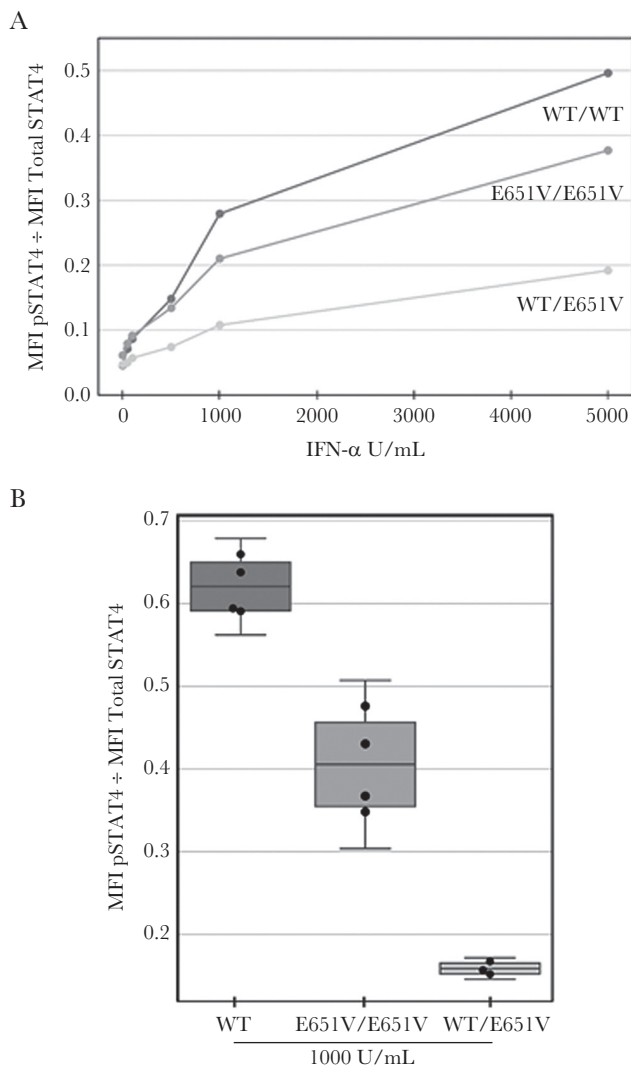 A
MFI pSTAT4 ÷ MFI Total STAT4
0.5
0.4
0.3
0.2
0.1
0.0
WT/WT
E651V/E651V
WT/E651V
0 1000 2000 3000 4000 5000
IFN-α U/mL
B
MFI pSTAT4 ÷ MFI Total STAT4
0.7
0.6
0.5
0.4
0.3
0.2
WT E651V/E651V WT/E651V
1000 U/mL